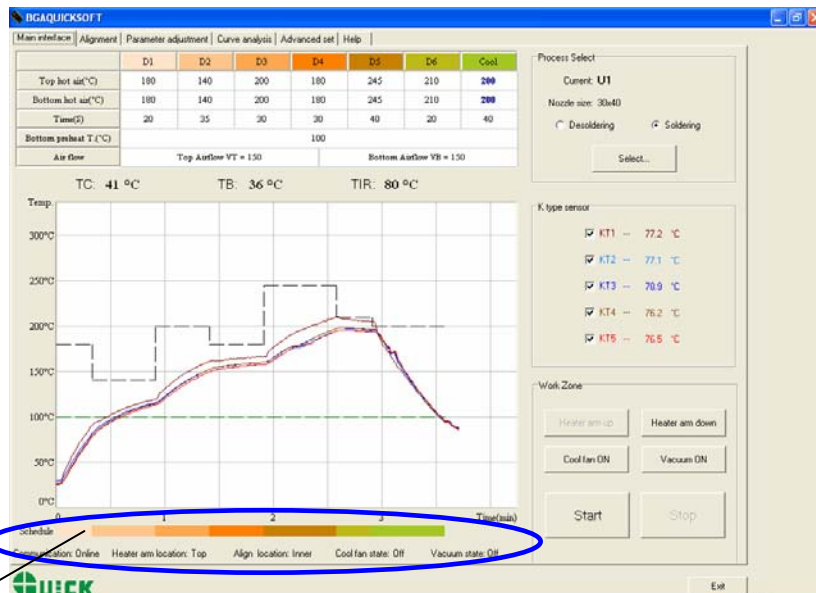 BGAQUICKSOFT
Main interface Alignment Parameter adjustment Curve analysis Advanced set Help
D1 D2 D3 D4 D5 D6 Cool
Top hot air(°C) 180 140 200 180 245 210 200
Bottom hot air(°C) 180 140 200 180 245 210 200
Time(S) 20 35 30 30 40 20 40
Bottom preheat T.(°C) 100
Air flow Top Airflow VT = 150 Bottom Airflow VB = 150
TC: 41 °C TB: 36 °C TIR: 80 °C
Temp.
300°C
250°C
200°C
150°C
100°C
50°C
0°C
0 1 2 3 Time(min)
Schedule
Communication: Online Heater arm location: Top Align location: Inner Cool fan state: Off Vacuum state: Off
QUICK
Process Select
Current: U1
Nozzle size: 30x40
Desoldering Soldering
Select...
K type sensor
KT1 -- 77.2 °C
KT2 -- 77.1 °C
KT3 -- 78.9 °C
KT4 -- 76.2 °C
KT5 -- 76.5 °C
Work Zone
Heater arm up Heater arm down
Cool fan ON Vacuum ON
Start Stop
Exit